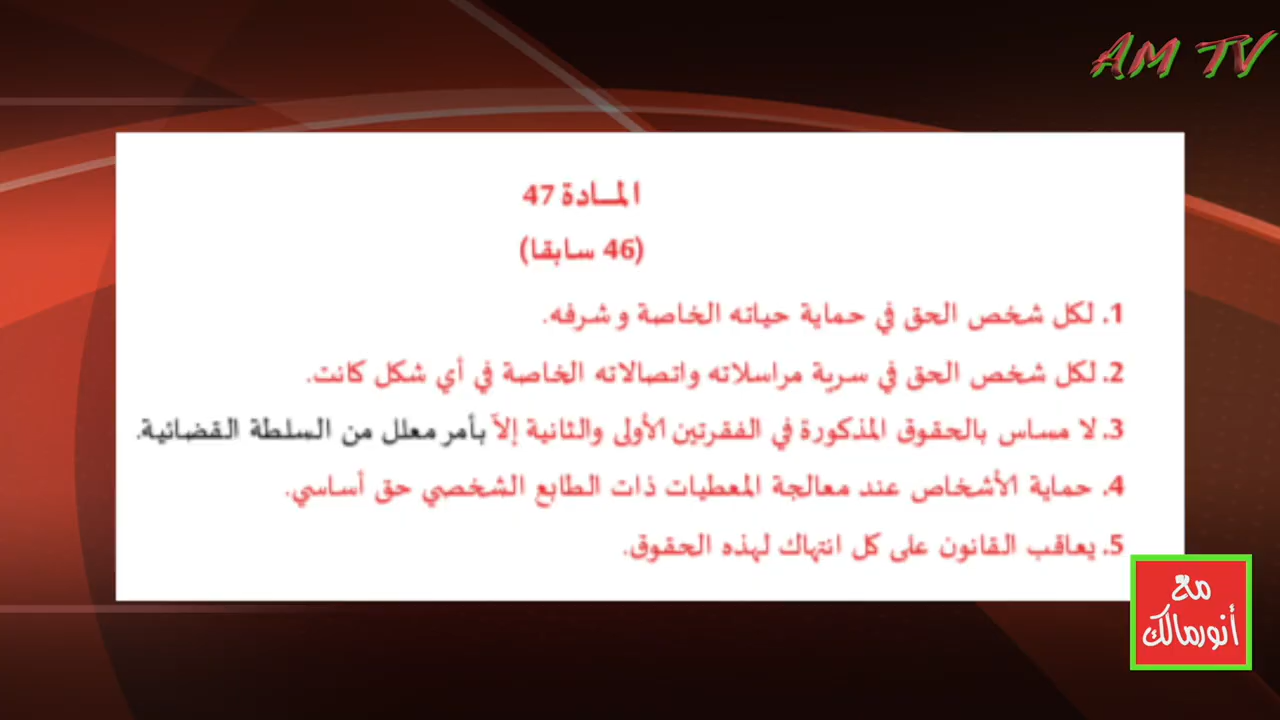 AM TV
المادة 47
(46 سابقا)
1. لكل شخص الحق في حماية حياته الخاصة و شرفه.
2. لكل شخص الحق في سرية مراسلاته واتصالاته الخاصة في أي شكل كانت.
3. لا مساس بالحقوق المذكورة في الفقرتين الأولى والثانية إلاّ بأمر معلل من السلطة القضائية.
4. حماية الأشخاص عند معالجة المعطيات ذات الطابع الشخصي حق أساسي.
5. يعاقب القانون على كل انتهاك لهذه الحقوق.
مع
أنور مالك